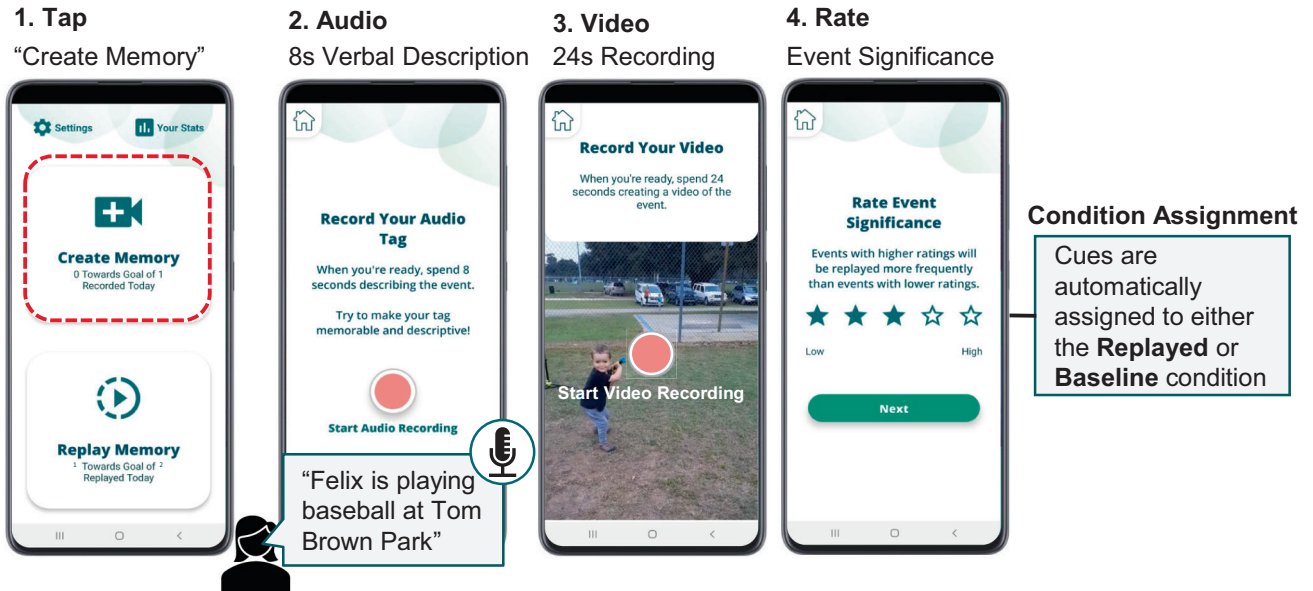 1. Tap
“Create Memory”
Settings
Your Stats
Create Memory
0 Towards Goal of 1
Recorded Today
Replay Memory
1 Towards Goal of 2
Replayed Today
2. Audio
8s Verbal Description
Record Your Audio
Tag
When you're ready, spend 8
seconds describing the event.
Try to make your tag
memorable and descriptive!
Start Audio Recording
“Felix is playing
baseball at Tom
Brown Park”
3. Video
24s Recording
Record Your Video
When you're ready, spend 24
seconds creating a video of the
event.
Start Video Recording
4. Rate
Event Significance
Rate Event
Significance
Events with higher ratings will
be replayed more frequently
than events with lower ratings.
Low
High
Next
Condition Assignment
Cues are
automatically
assigned to either
the Replayed or
Baseline condition